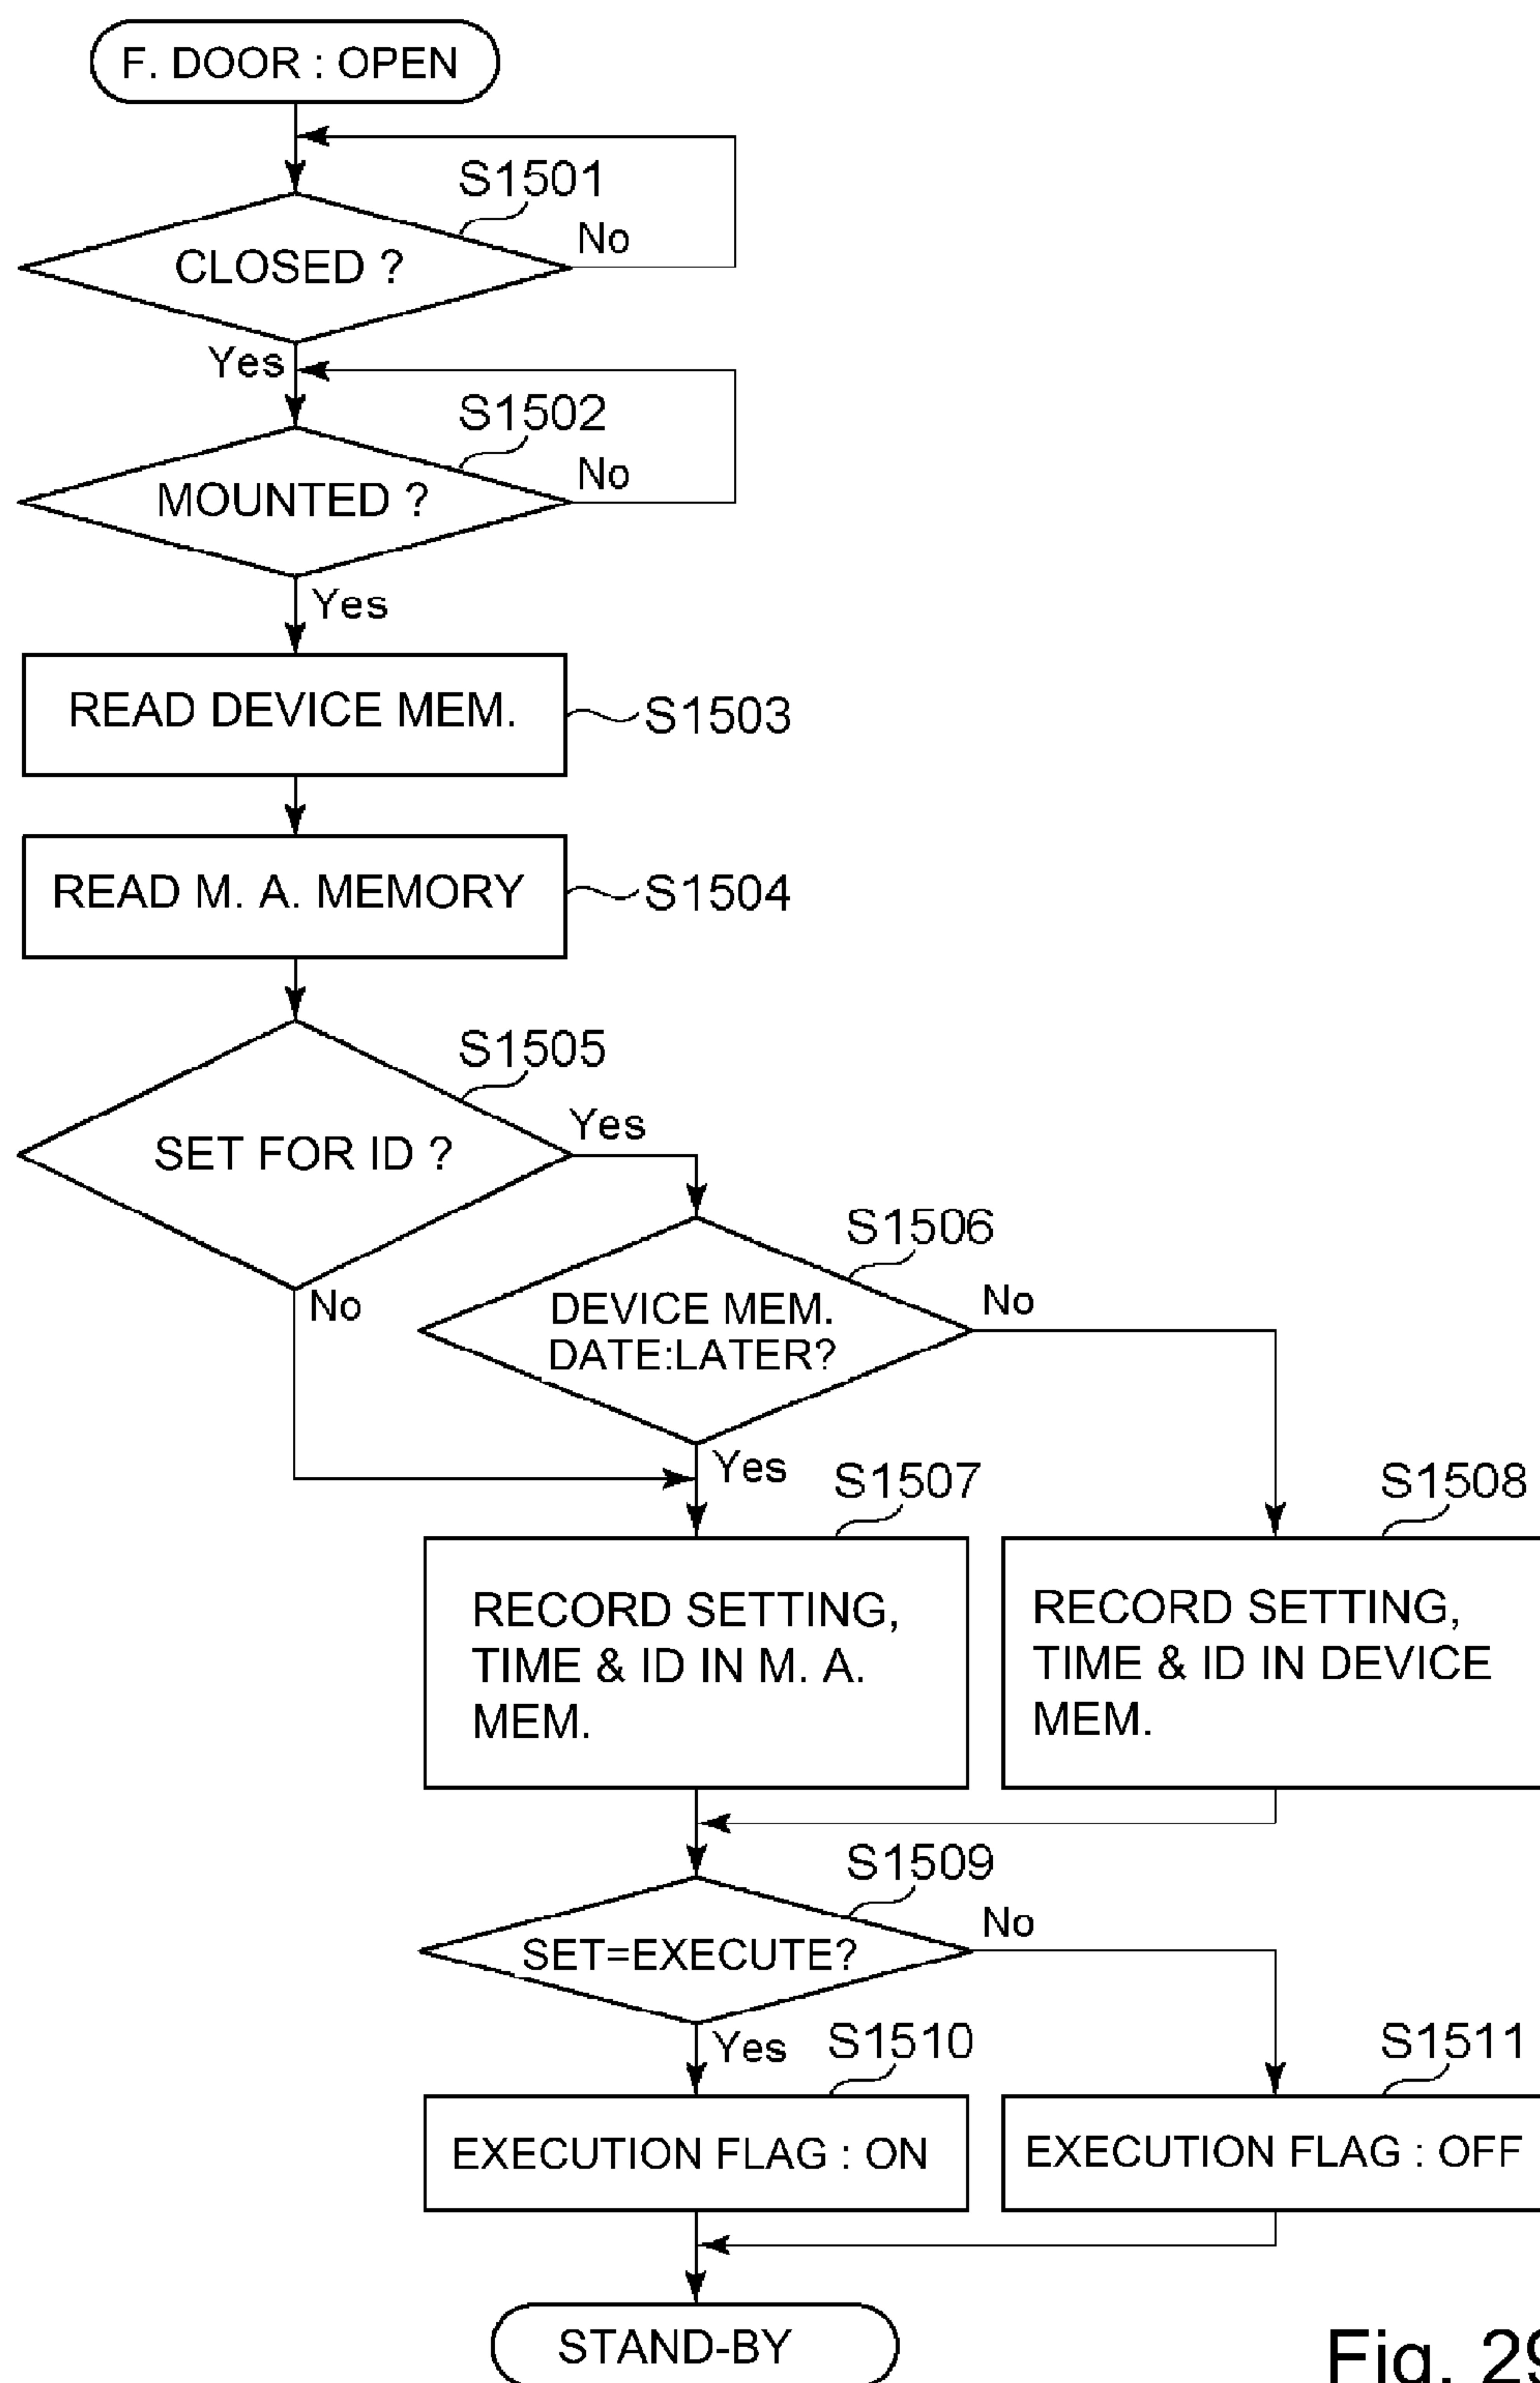 F. DOOR : OPEN
S1501
CLOSED ?
No
Yes
S1502
MOUNTED ?
No
Yes
READ DEVICE MEM.
S1503
READ M. A. MEMORY
S1504
S1505
SET FOR ID ?
Yes
No
S1506
DEVICE MEM.
DATE:LATER?
No
Yes
S1507
RECORD SETTING,
TIME & ID IN M. A.
MEM.
S1508
RECORD SETTING,
TIME & ID IN DEVICE
MEM.
S1509
SET=EXECUTE?
No
Yes
S1510
EXECUTION FLAG : ON
S1511
EXECUTION FLAG : OFF
STAND-BY
Fig. 29